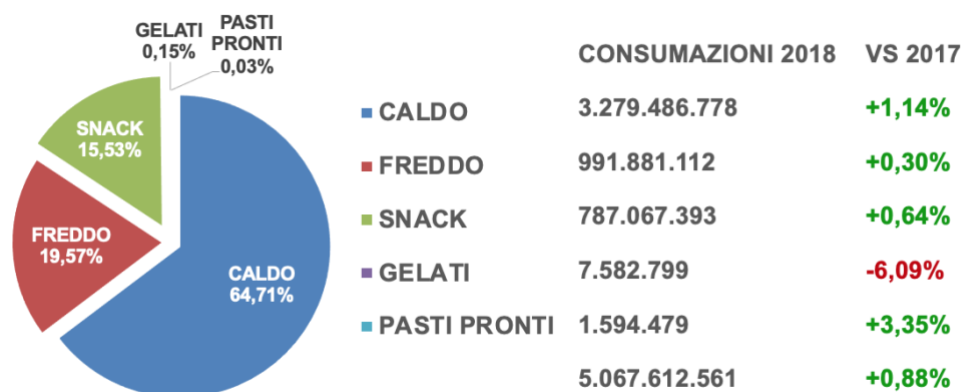 GELATI
0,15%
PASTI
PRONTI
0,03%
SNACK
15,53%
FREDDO
19,57%
CALDO
64,71%
CONSUMAZIONI 2018 VS 2017
CALDO 3.279.486.778 +1,14%
FREDDO 991.881.112 +0,30%
SNACK 787.067.393 +0,64%
GELATI 7.582.799 -6,09%
PASTI PRONTI 1.594.479 +3,35%
5.067.612.561 +0,88%